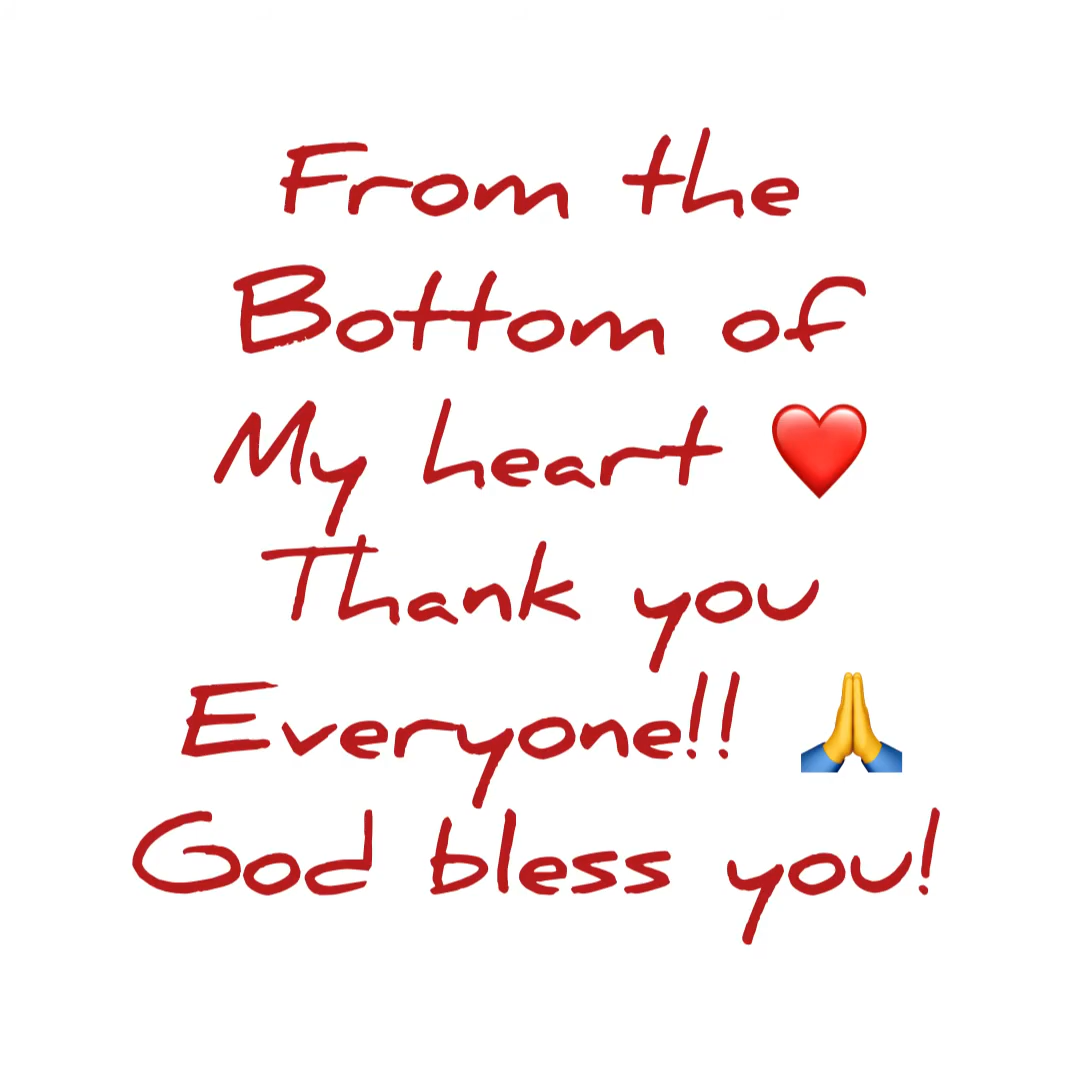 From the
Bottom of
My heart ❤️
Thank you
Everyone!! 🙏
God bless you!